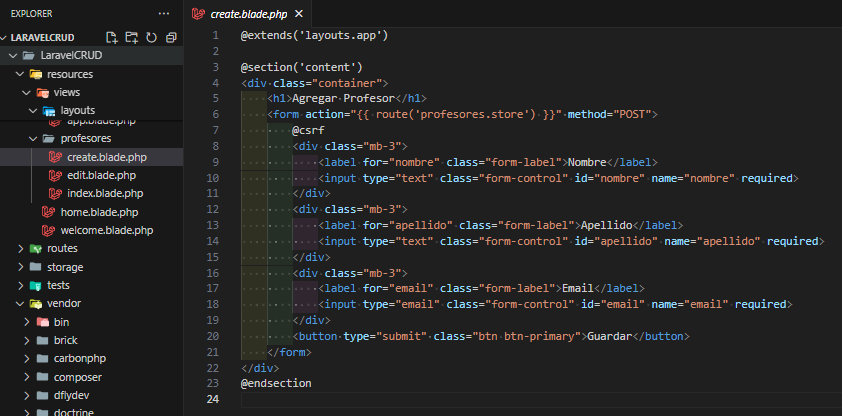 EXPLORER
LARAVELCRUD
LaravelCRUD
resources
views
layouts
app.blade.php
profesores
create.blade.php
edit.blade.php
index.blade.php
home.blade.php
welcome.blade.php
routes
storage
tests
vendor
bin
brick
carbonphp
composer
dflydev
doctrine
create.blade.php
1 @extends('layouts.app')
2
3 @section('content')
4 <div class="container">
5 <h1>Agregar Profesor</h1>
6 <form action="{{ route('profesores.store') }}" method="POST">
7 @csrf
8 <div class="mb-3">
9 <label for="nombre" class="form-label">Nombre</label>
10 <input type="text" class="form-control" id="nombre" name="nombre" required>
11 </div>
12 <div class="mb-3">
13 <label for="apellido" class="form-label">Apellido</label>
14 <input type="text" class="form-control" id="apellido" name="apellido" required>
15 </div>
16 <div class="mb-3">
17 <label for="email" class="form-label">Email</label>
18 <input type="email" class="form-control" id="email" name="email" required>
19 </div>
20 <button type="submit" class="btn btn-primary">Guardar</button>
21 </form>
22 </div>
23 @endsection
24